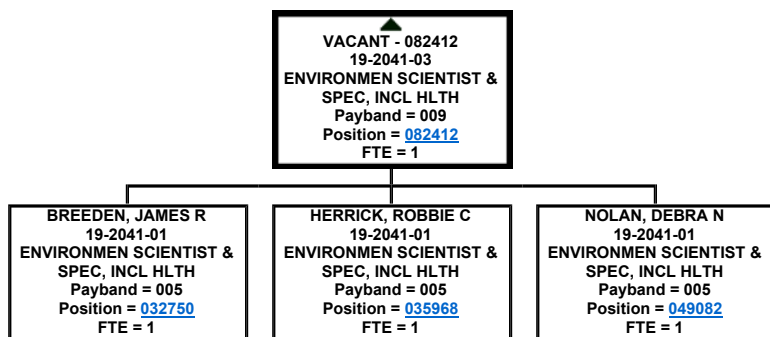 VACANT - 082412
19-2041-03
ENVIRONMEN SCIENTIST &
SPEC, INCL HLTH
Payband = 009
Position = 082412
FTE = 1
BREEDEN, JAMES R
19-2041-01
ENVIRONMEN SCIENTIST &
SPEC, INCL HLTH
Payband = 005
Position = 032750
FTE = 1
HERRICK, ROBBIE C
19-2041-01
ENVIRONMEN SCIENTIST &
SPEC, INCL HLTH
Payband = 005
Position = 035968
FTE = 1
NOLAN, DEBRA N
19-2041-01
ENVIRONMEN SCIENTIST &
SPEC, INCL HLTH
Payband = 005
Position = 049082
FTE = 1